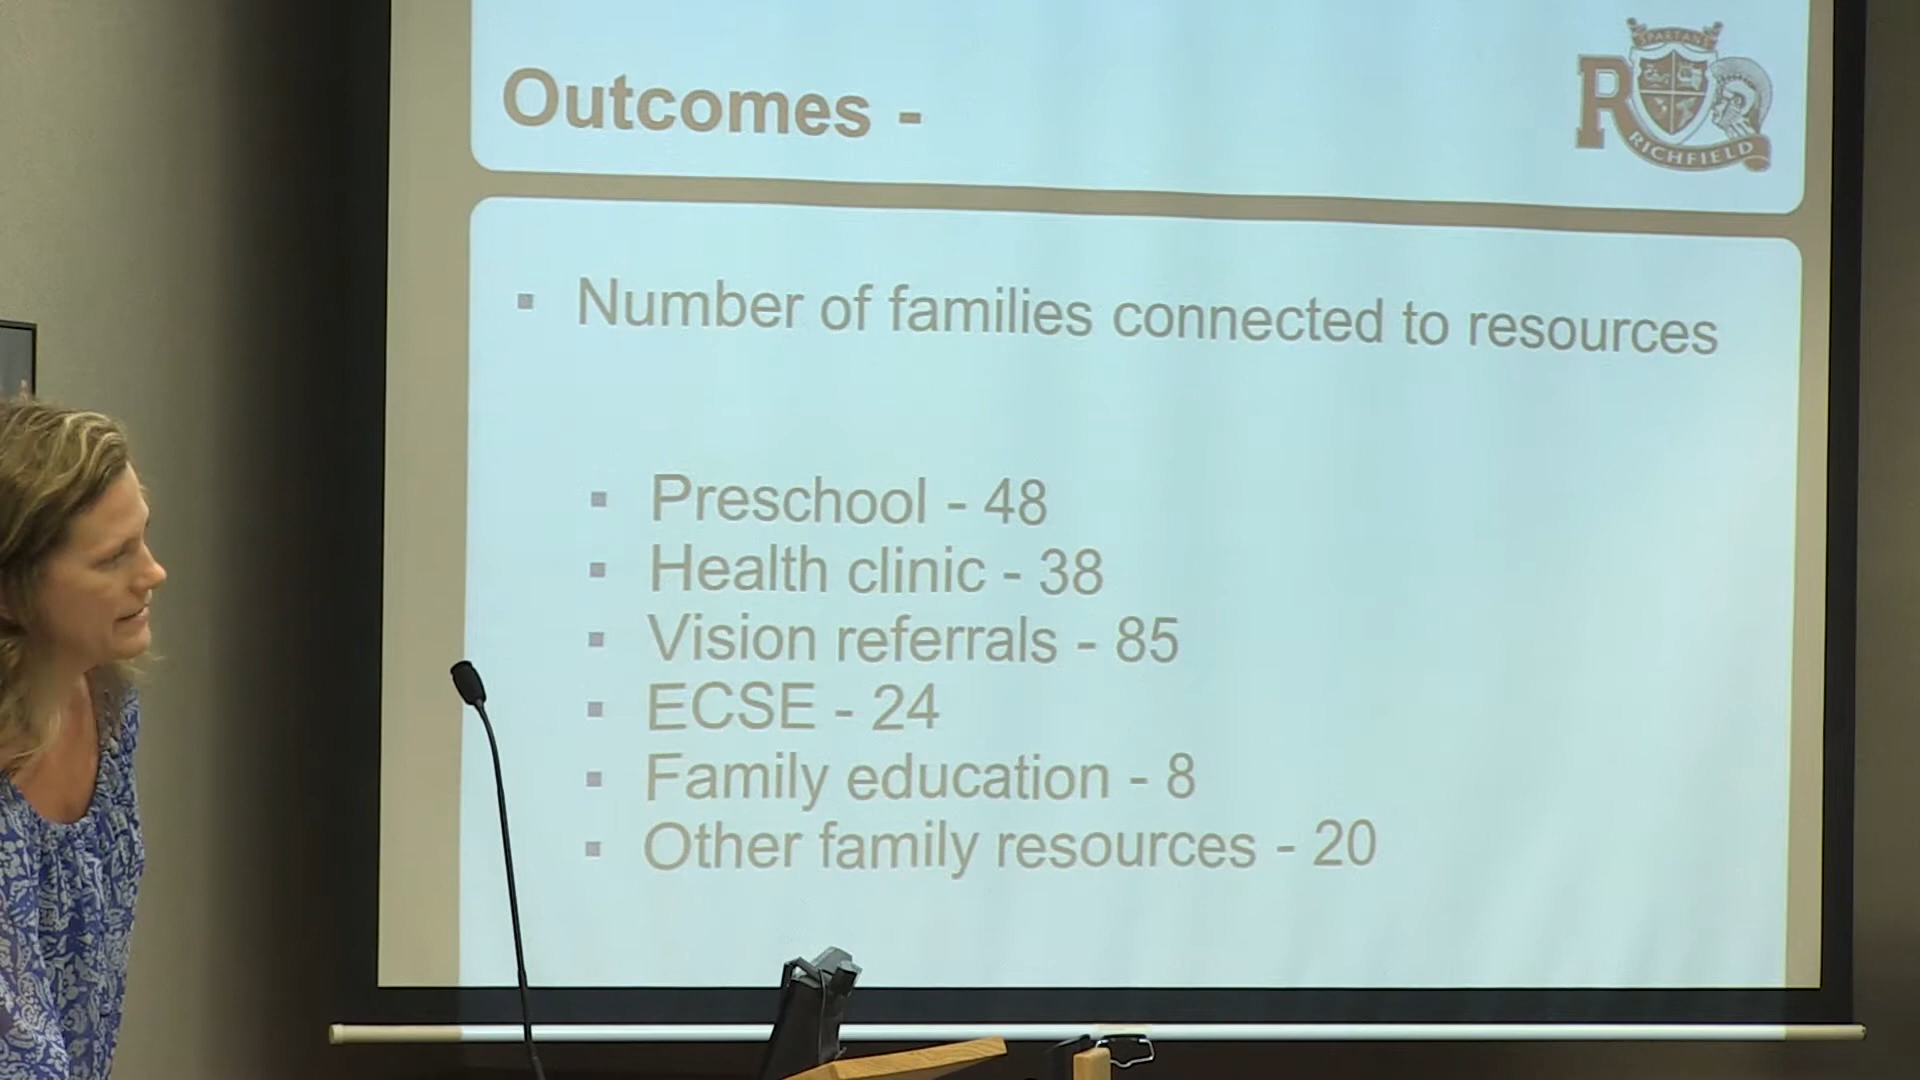 Outcomes -
SPARTANS
R
RICHFIELD
▪ Number of families connected to resources
▪ Preschool - 48
▪ Health clinic - 38
▪ Vision referrals - 85
▪ ECSE - 24
▪ Family education - 8
▪ Other family resources - 20